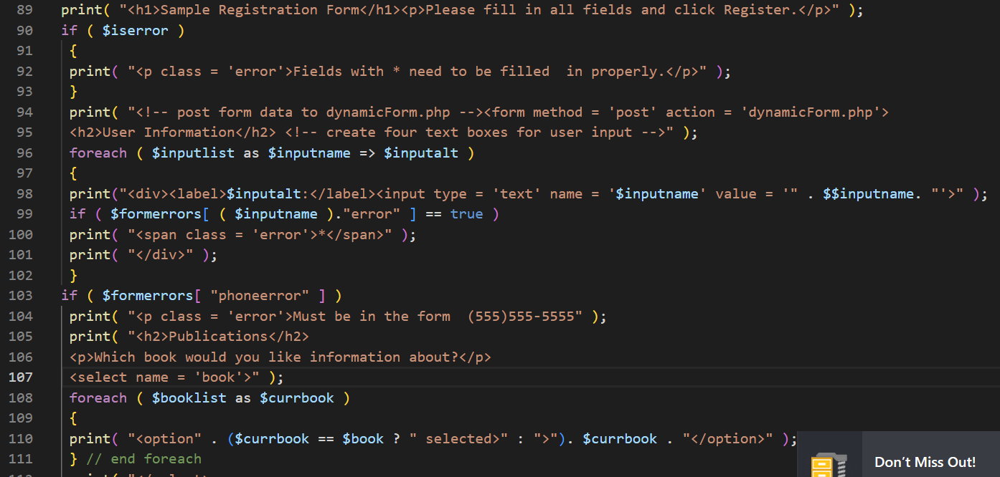 89 print( "<h1>Sample Registration Form</h1><p>Please fill in all fields and click Register.</p>" );
90 if ( $iserror )
91 {
92 print( "<p class = 'error'>Fields with * need to be filled  in properly.</p>" );
93 }
94 print( "<!-- post form data to dynamicForm.php --><form method = 'post' action = 'dynamicForm.php'>
95 <h2>User Information</h2> <!-- create four text boxes for user input -->" );
96 foreach ( $inputlist as $inputname => $inputalt )
97 {
98 print("<div><label>$inputalt:</label><input type = 'text' name = '$inputname' value = '" . $$inputname. "'>" );
99 if ( $formerrors[ ( $inputname )."error" ] == true )
100 print( "<span class = 'error'>*</span>" );
101 print( "</div>" );
102 }
103 if ( $formerrors[ "phoneerror" ] )
104 print( "<p class = 'error'>Must be in the form  (555)555-5555" );
105 print( "<h2>Publications</h2>
106 <p>Which book would you like information about?</p>
107 <select name = 'book'>" );
108 foreach ( $booklist as $currbook )
109 {
110 print( "<option" . ($currbook == $book ? " selected>" : ">"). $currbook . "</option>" );
111 } // end foreach
Don't Miss Out!